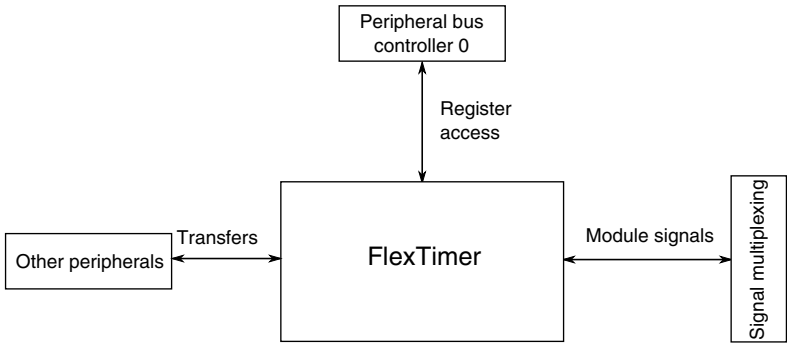 Peripheral bus
controller 0
Register
access
FlexTimer
Transfers
Other peripherals
Module signals
Signal multiplexing